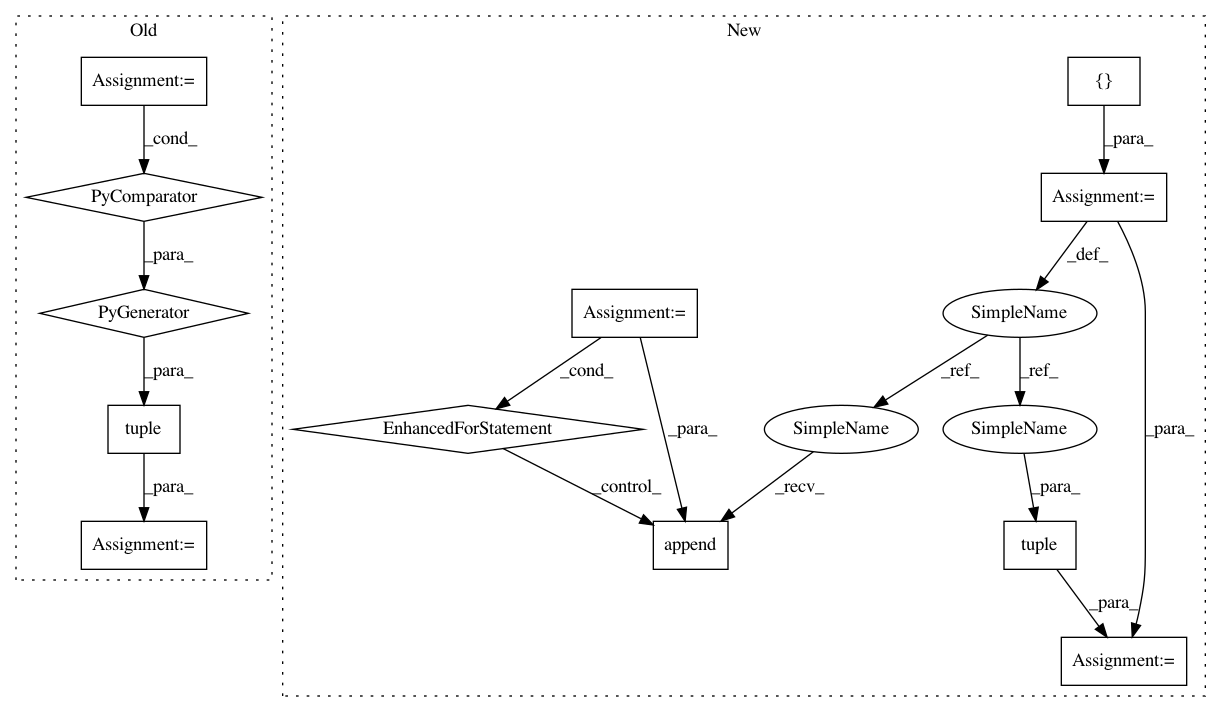 Old
New
Assignment:=
{}
_cond_
_para_
PyComparator
Assignment:=
_para_
_def_
PyGenerator
Assignment:=
SimpleName
_para_
_cond_
_ref_
_ref_
tuple
EnhancedForStatement
_para_
SimpleName
SimpleName
_para_
_para_
_control_
_recv_
_para_
Assignment:=
append
tuple
_para_
Assignment:=